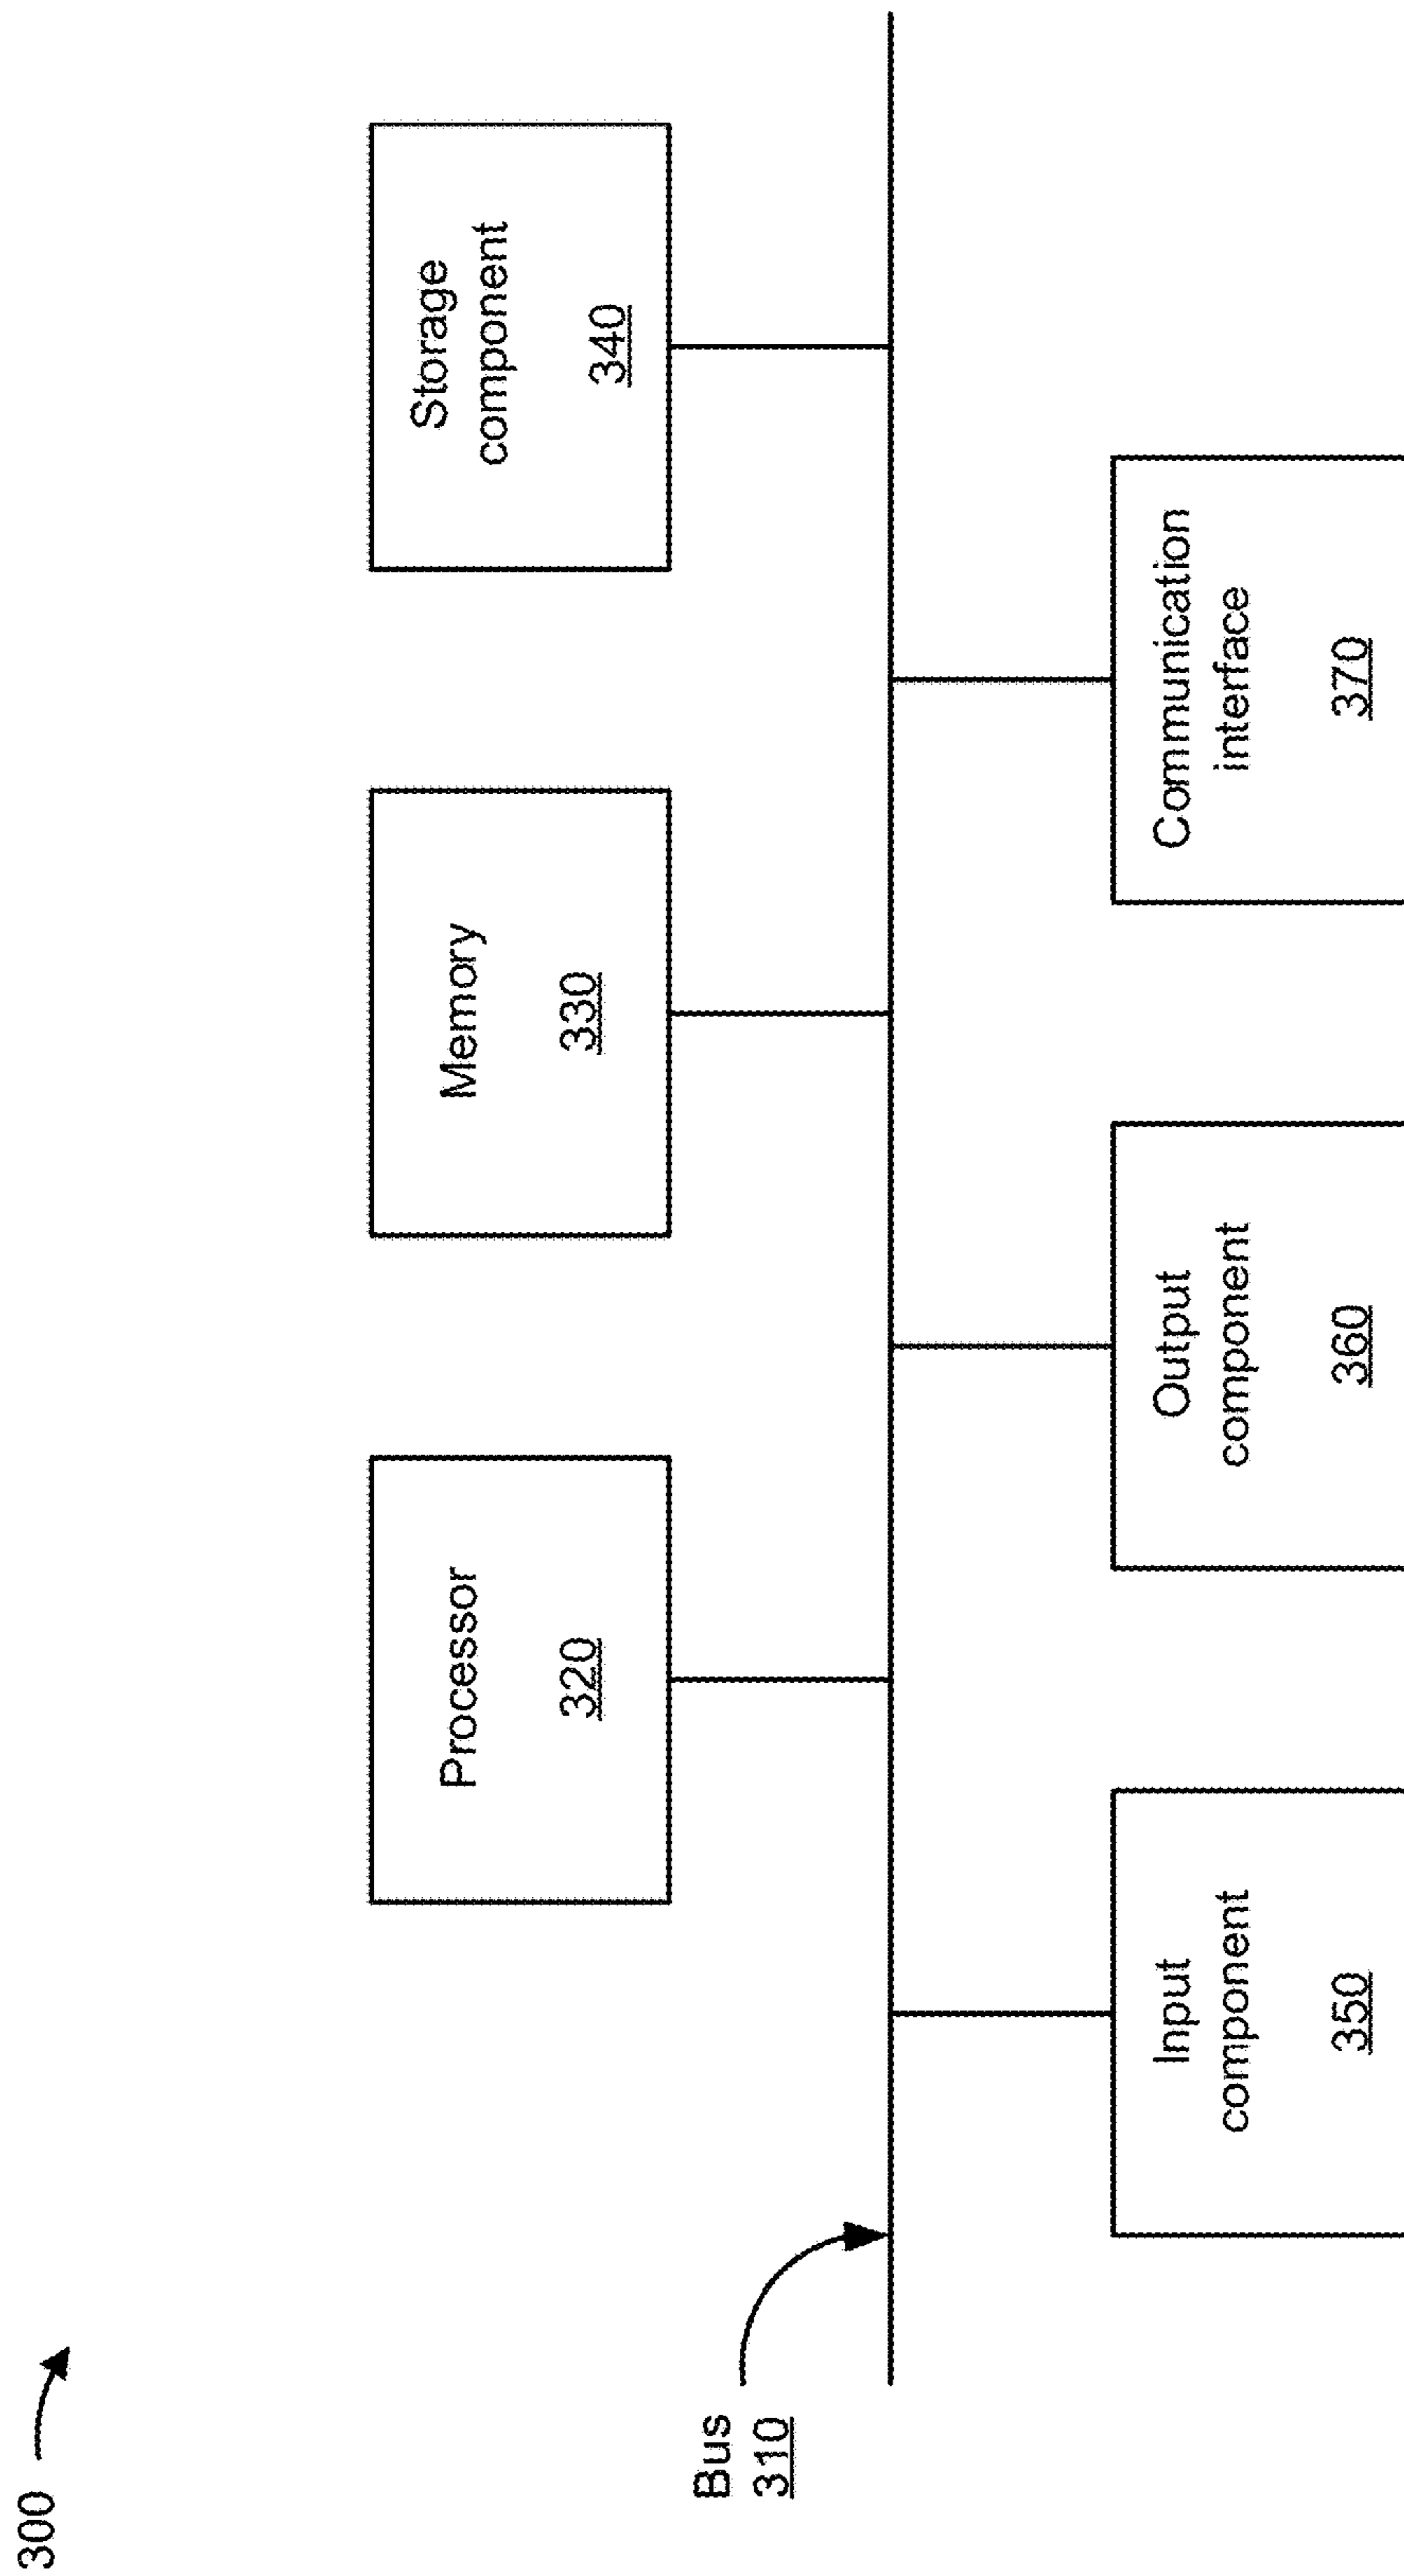 300
Processor
320
Memory
330
Storage
component
340
Bus
310
Input
component
350
Output
component
360
Communication
interface
370